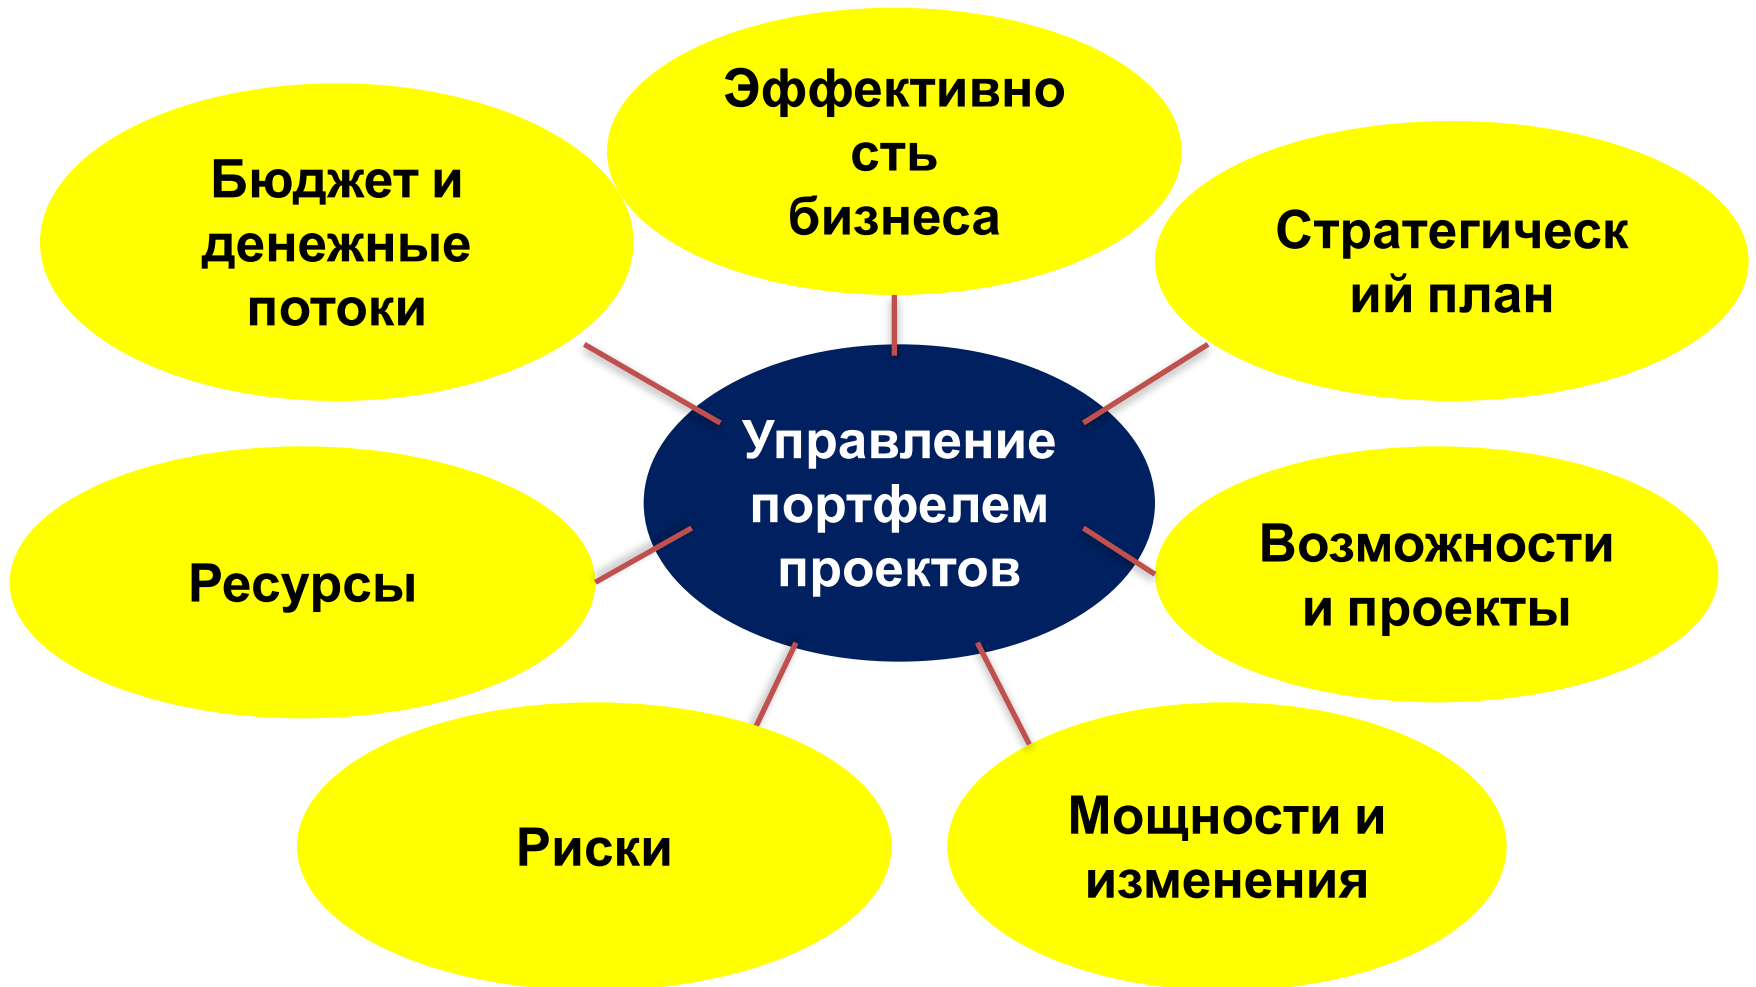 Эффективно
сть
бизнеса
Бюджет и
денежные
потоки
Стратегическ
ий план
Управление
портфелем
проектов
Ресурсы
Возможности
и проекты
Риски
Мощности и
изменения